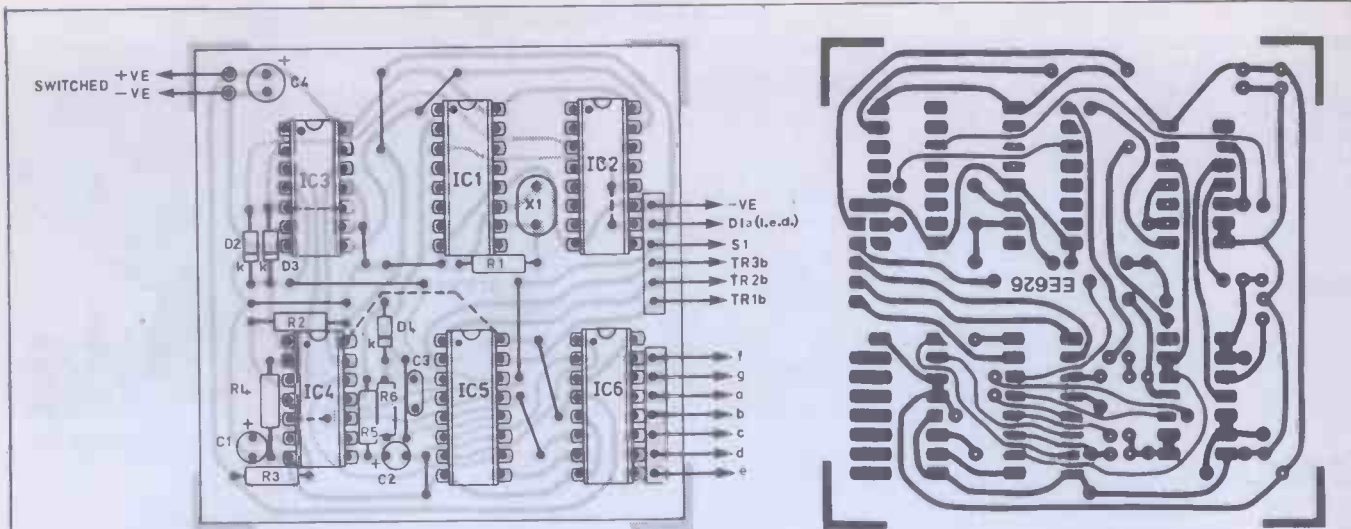 SWITCHED
+VE
−VE
+
C4
IC3
IC1
IC2
X1
D2
k
k
D3
R1
−VE
D1a(l.e.d.)
S1
TR3b
TR2b
TR1b
R2
D4
k
C3
R4
IC4
R6
R5
IC5
IC6
+
C1
R3
+
C2
f
g
a
b
c
d
e
EE626